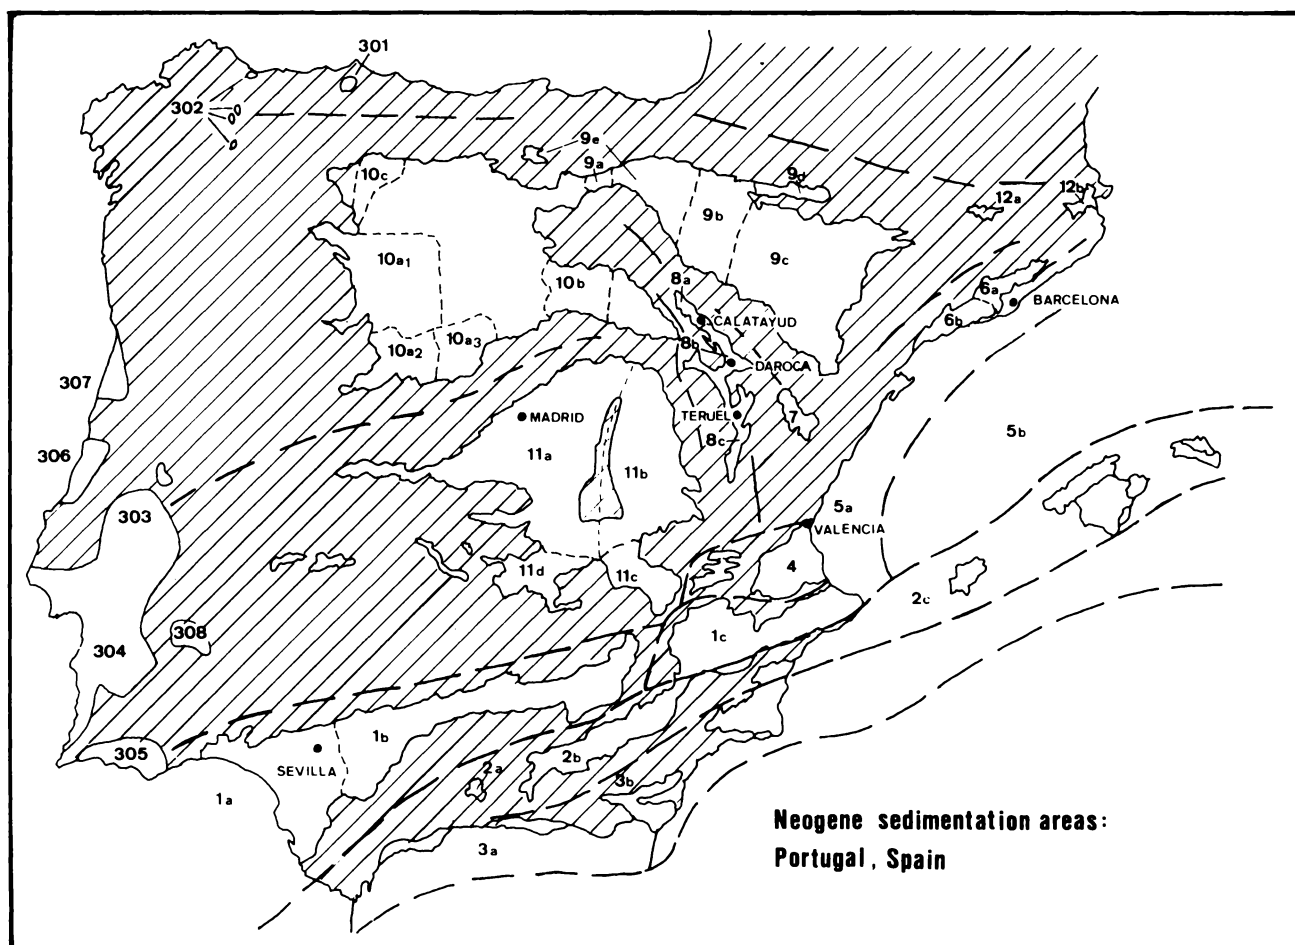 301
302
9e
9a
10c
9d
12a
12b
9b
10a1
9c
8a
10b
6a
BARCELONA
CALATAYUD
6b
8b
10a2
10a3
DAROCA
307
MADRID
TERUEL
7
8c
5b
306
11a
11b
303
5a
VALENCIA
11d
11c
4
2c
308
1c
304
305
1b
SEVILLA
2b
2a
3b
1a
3a
Neogene sedimentation areas:
Portugal, Spain